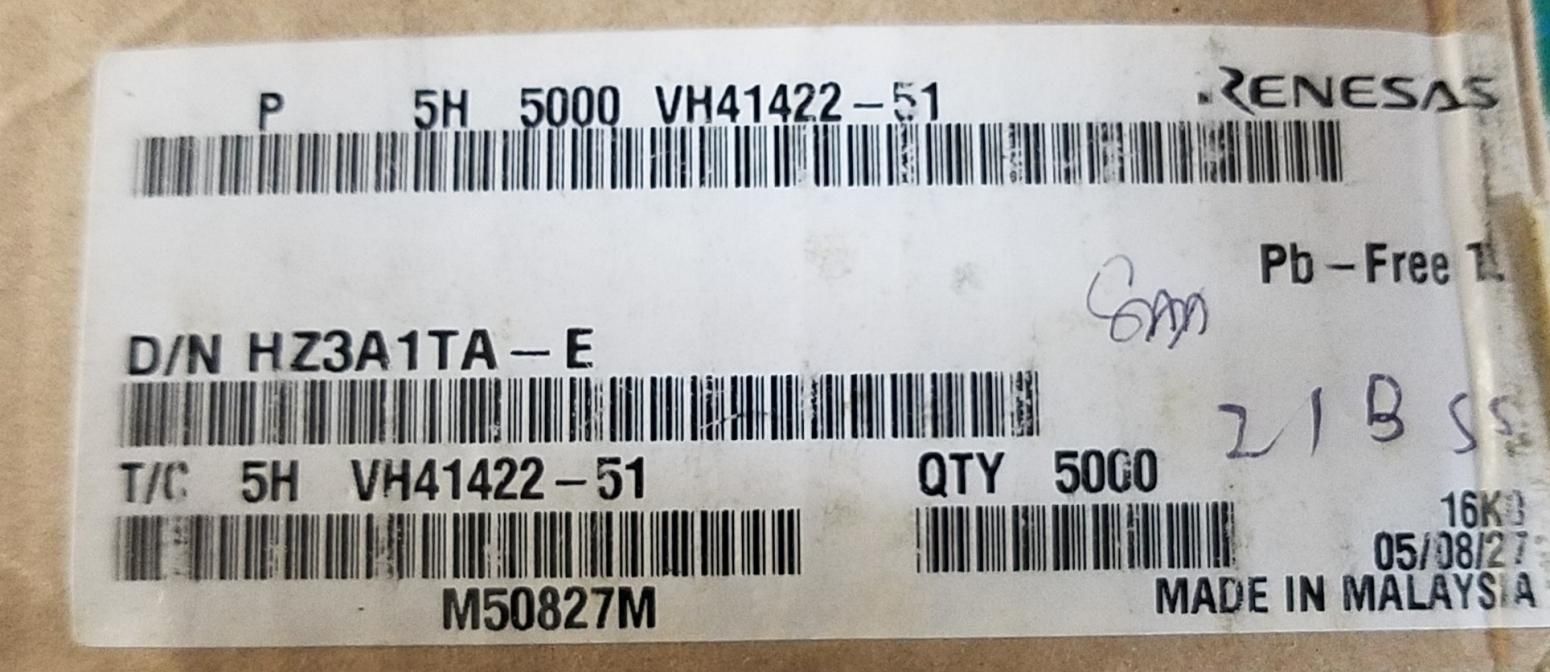 P 5H 5000 VH41422-51
RENESAS
Pb-Free
D/N HZ3A1TA-E
21B
T/C 5H VH41422-51
QTY 5000
05/08/27
MADE IN MALAYSIA
M50827M